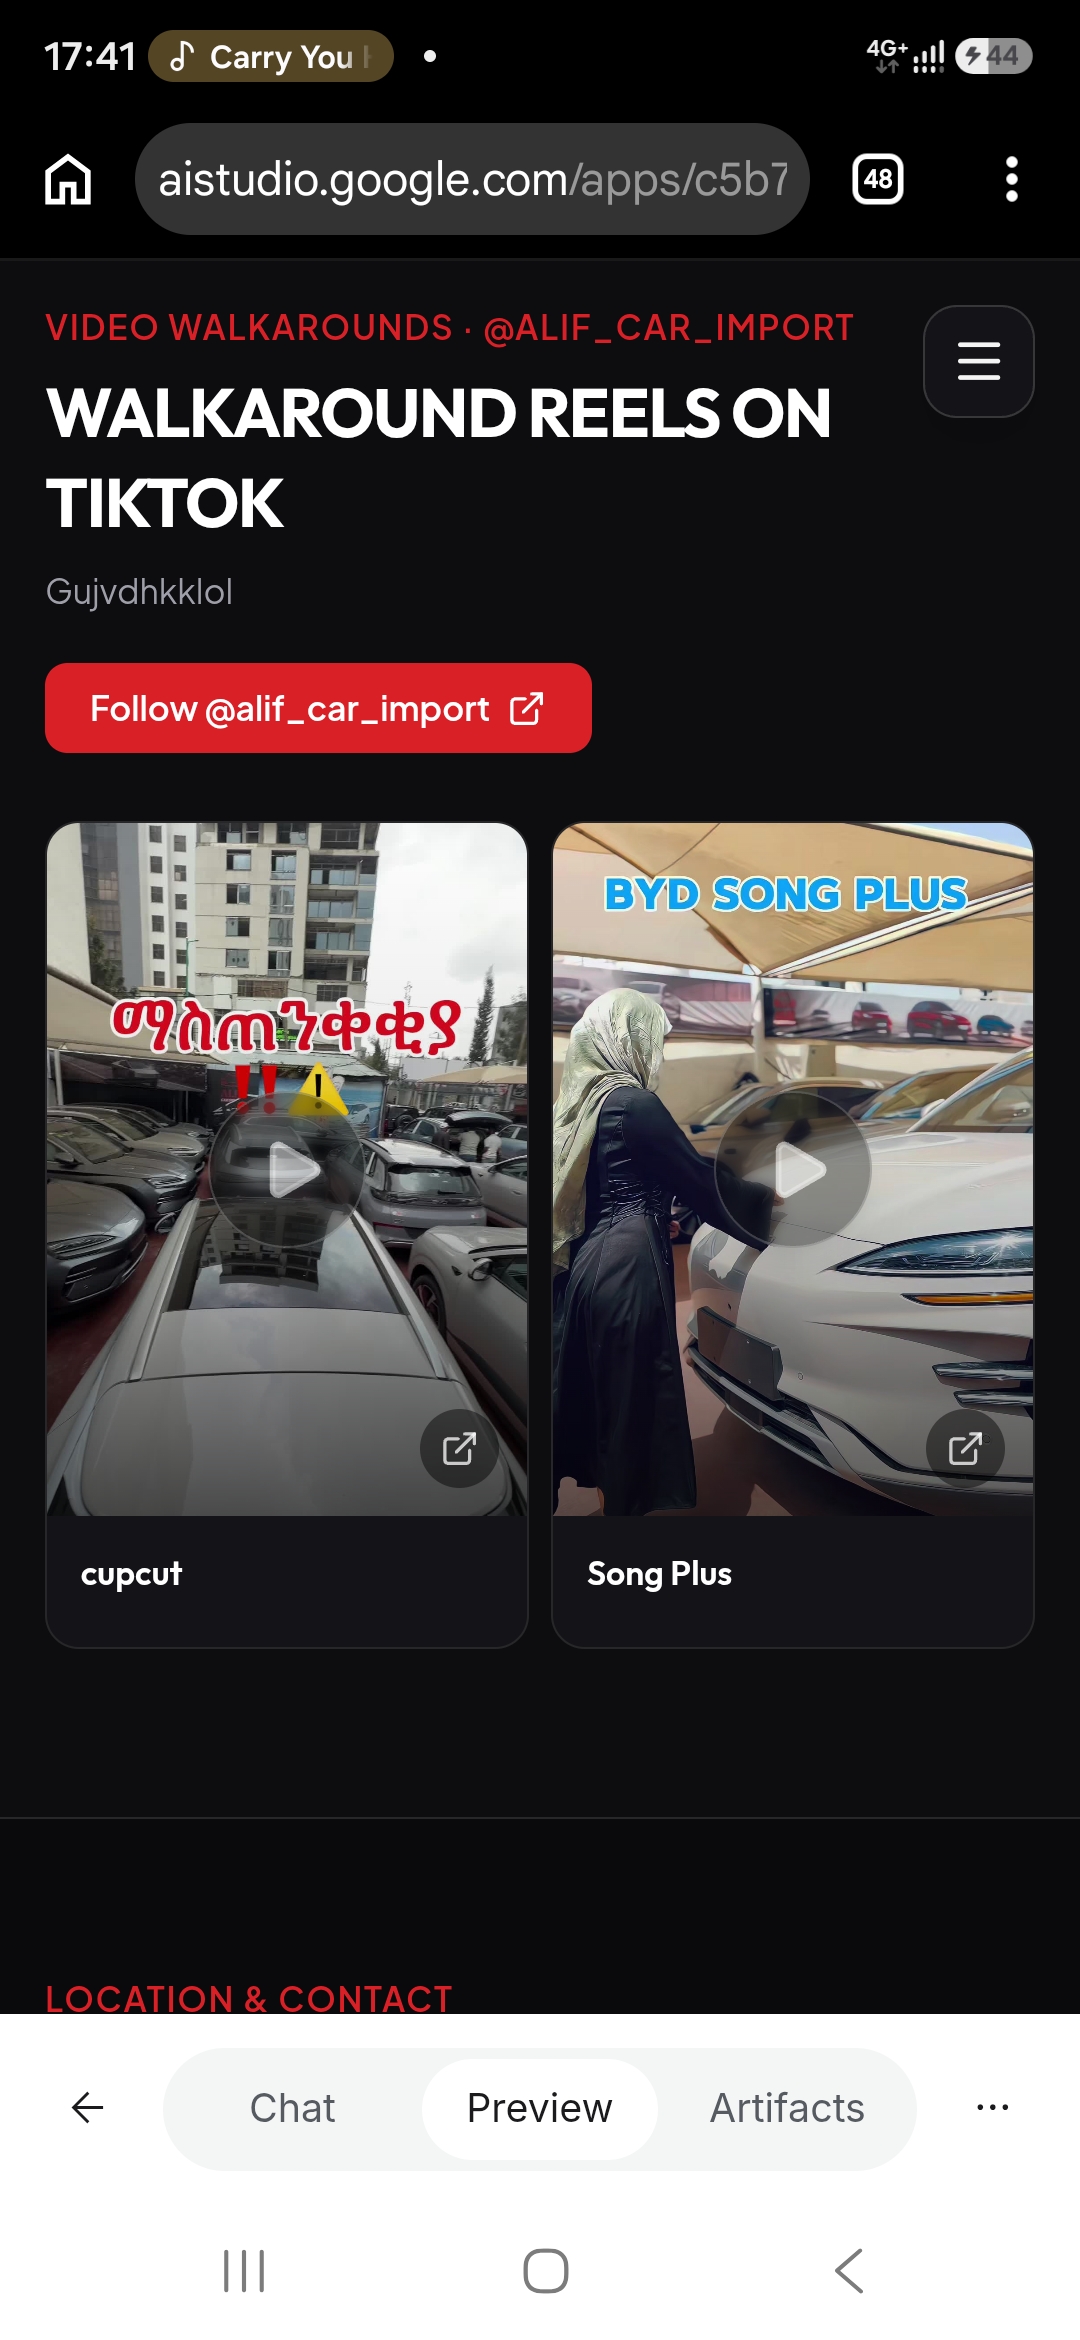 17:41
Carry You
4G+
44
aistudio.google.com/apps/c5b7
48
VIDEO WALKAROUNDS · @ALIF_CAR_IMPORT
WALKAROUND REELS ON
TIKTOK
Gujvdhkklol
Follow @alif_car_import
ማስጠንቀቂያ
‼️⚠️
BYD SONG PLUS
cupcut
Song Plus
LOCATION & CONTACT
Chat
Preview
Artifacts